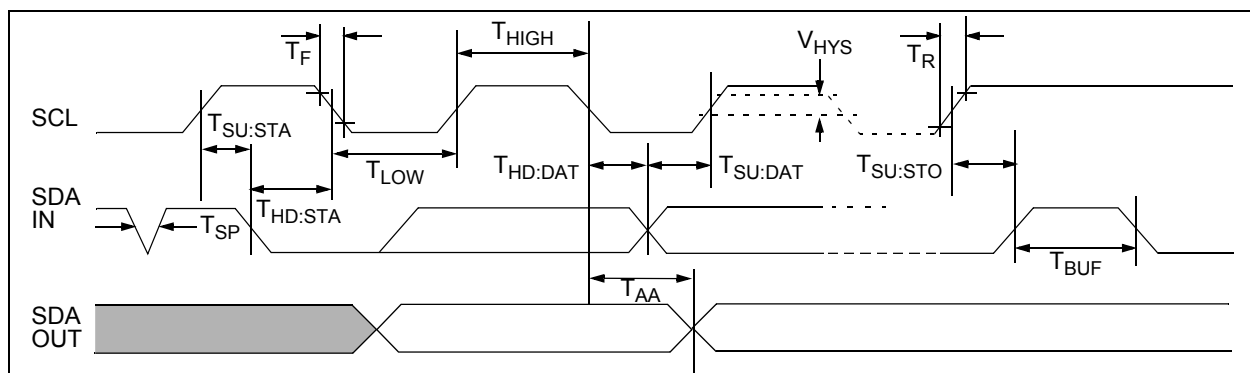 T_F
T_HIGH
V_HYS
T_R
SCL
T_SU:STA
T_LOW
T_HD:DAT
T_SU:DAT
T_SU:STO
SDA
IN
T_SP
T_HD:STA
T_BUF
T_AA
SDA
OUT